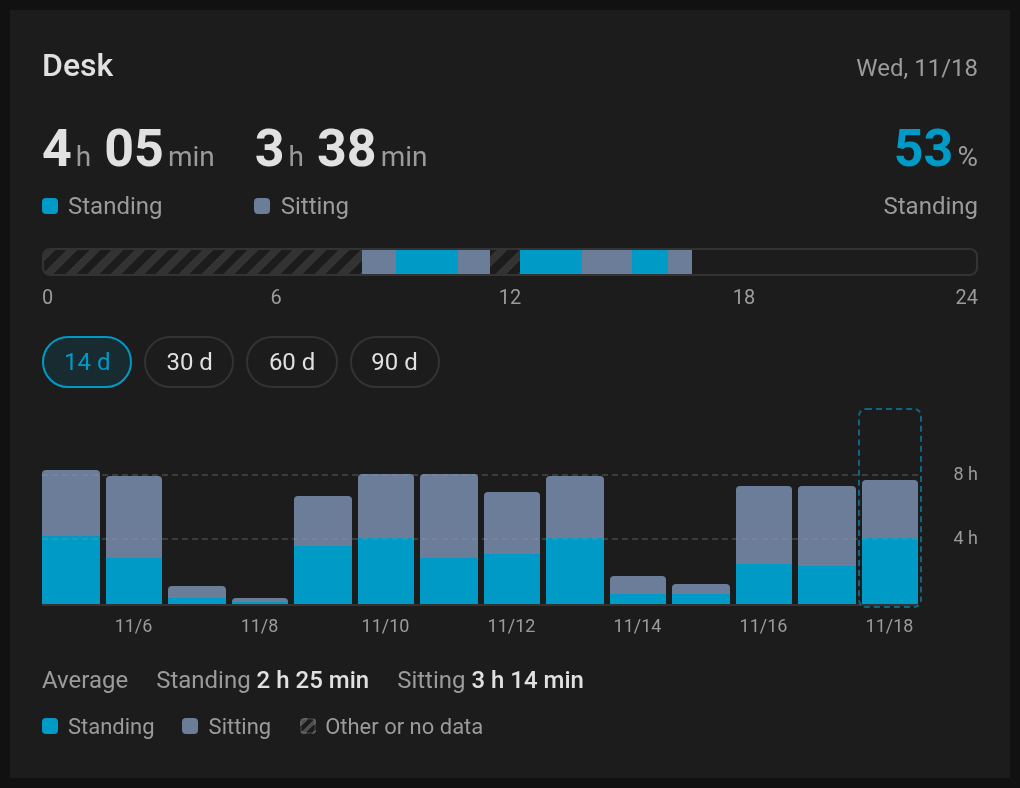 Desk Wed, 11/18
4 h 05 min 3 h 38 min 53 %
Standing Sitting Standing
0 6 12 18 24
14 d 30 d 60 d 90 d
8 h
4 h
11/6 11/8 11/10 11/12 11/14 11/16 11/18
Average Standing 2 h 25 min Sitting 3 h 14 min
Standing Sitting Other or no data